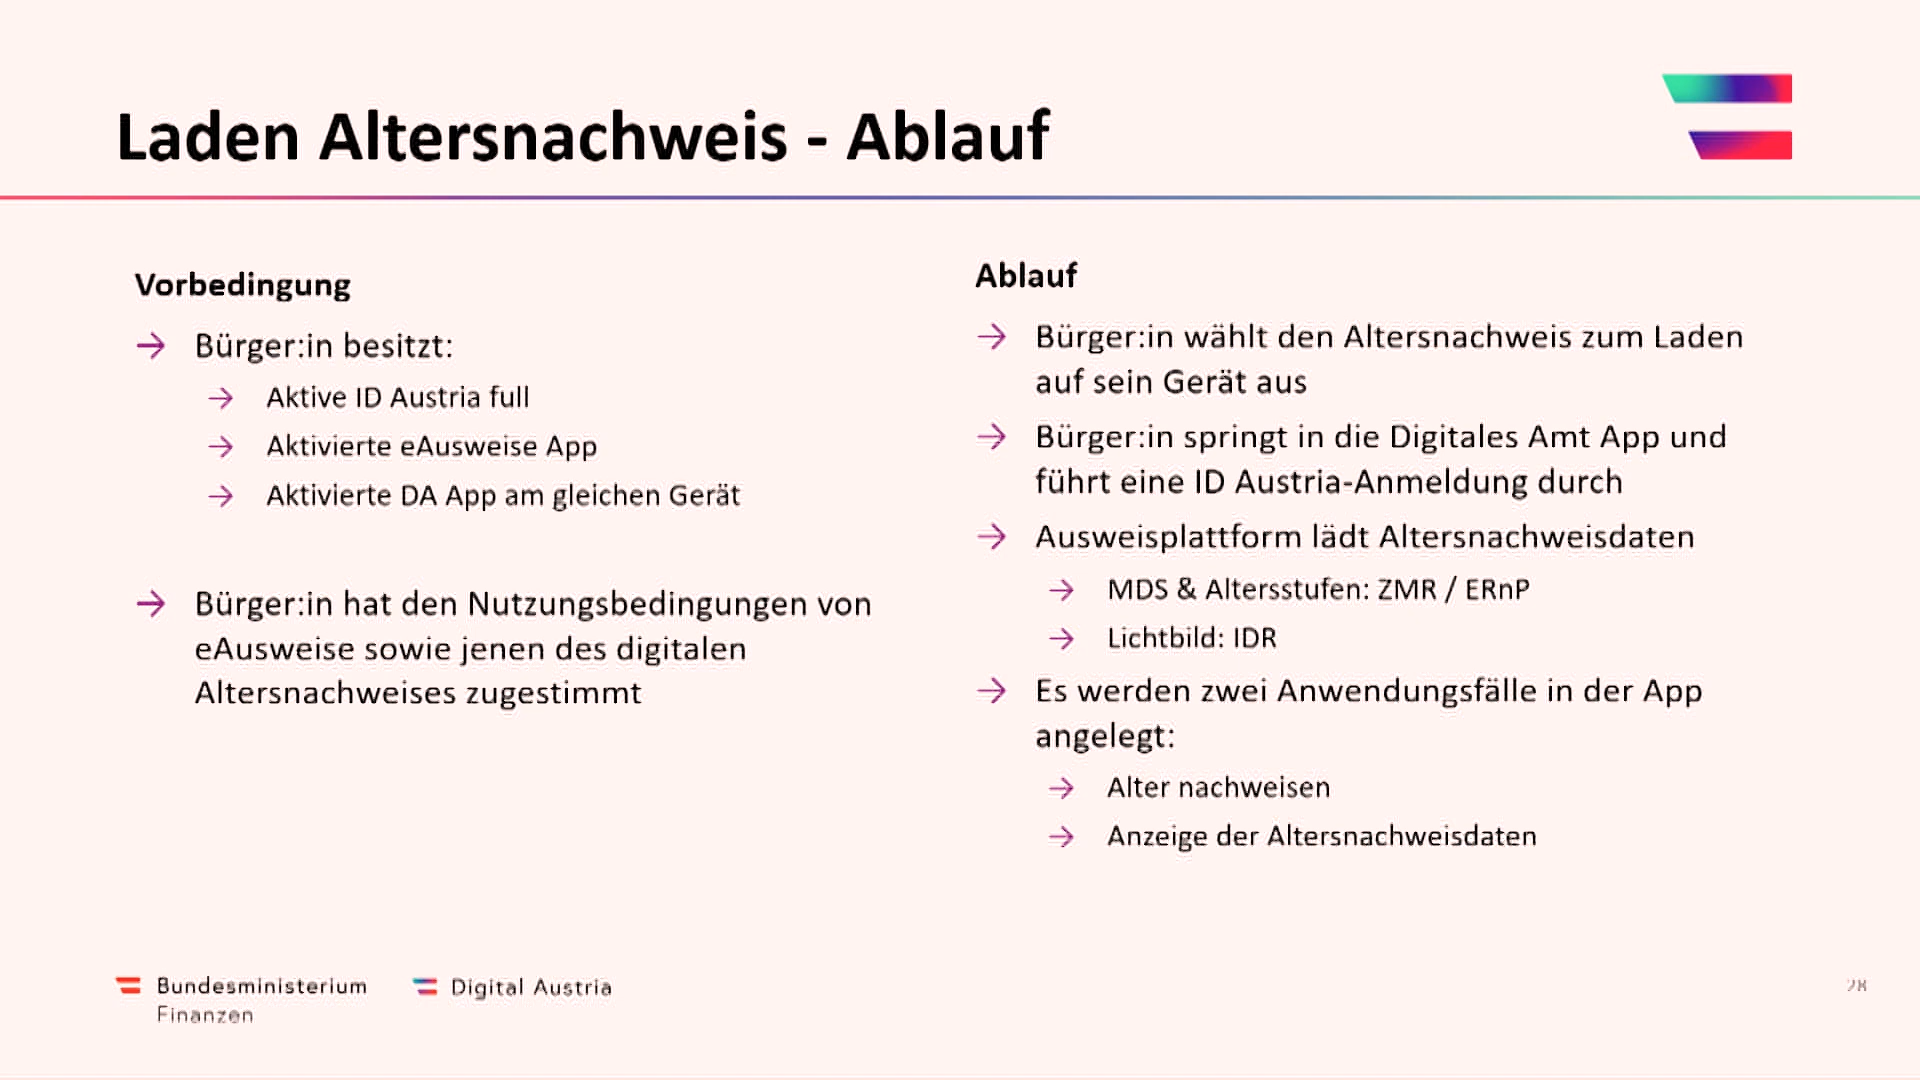 Laden Altersnachweis - Ablauf
Vorbedingung
Bürger:in besitzt:
Aktive ID Austria full
Aktivierte eAusweise App
Aktivierte DA App am gleichen Gerät
Bürger:in hat den Nutzungsbedingungen von
eAusweise sowie jenen des digitalen
Altersnachweises zugestimmt
Ablauf
Bürger:in wählt den Altersnachweis zum Laden
auf sein Gerät aus
Bürger:in springt in die Digitales Amt App und
führt eine ID Austria-Anmeldung durch
Ausweisplattform lädt Altersnachweisdaten
MDS & Altersstufen: ZMR / ERnP
Lichtbild: IDR
Es werden zwei Anwendungsfälle in der App
angelegt:
Alter nachweisen
Anzeige der Altersnachweisdaten
Bundesministerium
Finanzen
Digital Austria
28